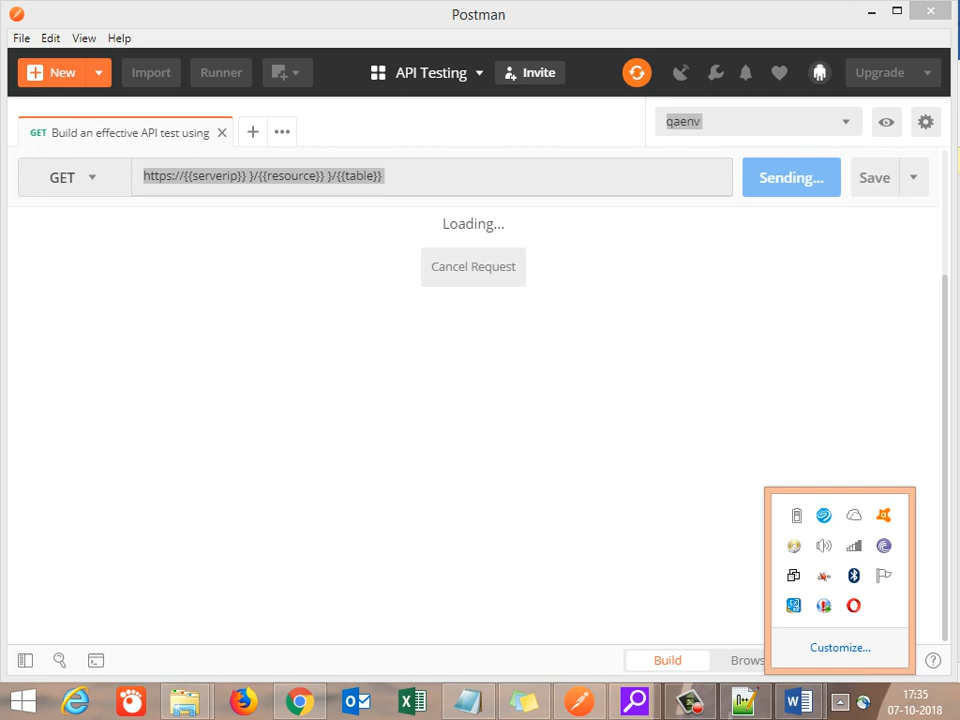 Postman
File Edit View Help
New Import Runner API Testing Invite Upgrade
GET Build an effective API test using qaenv
GET https://{{serverip}} }/{{resource}} }/{{table}} Sending... Save
Loading...
Cancel Request
Customize...
Build Brows
17:35
07-10-2018